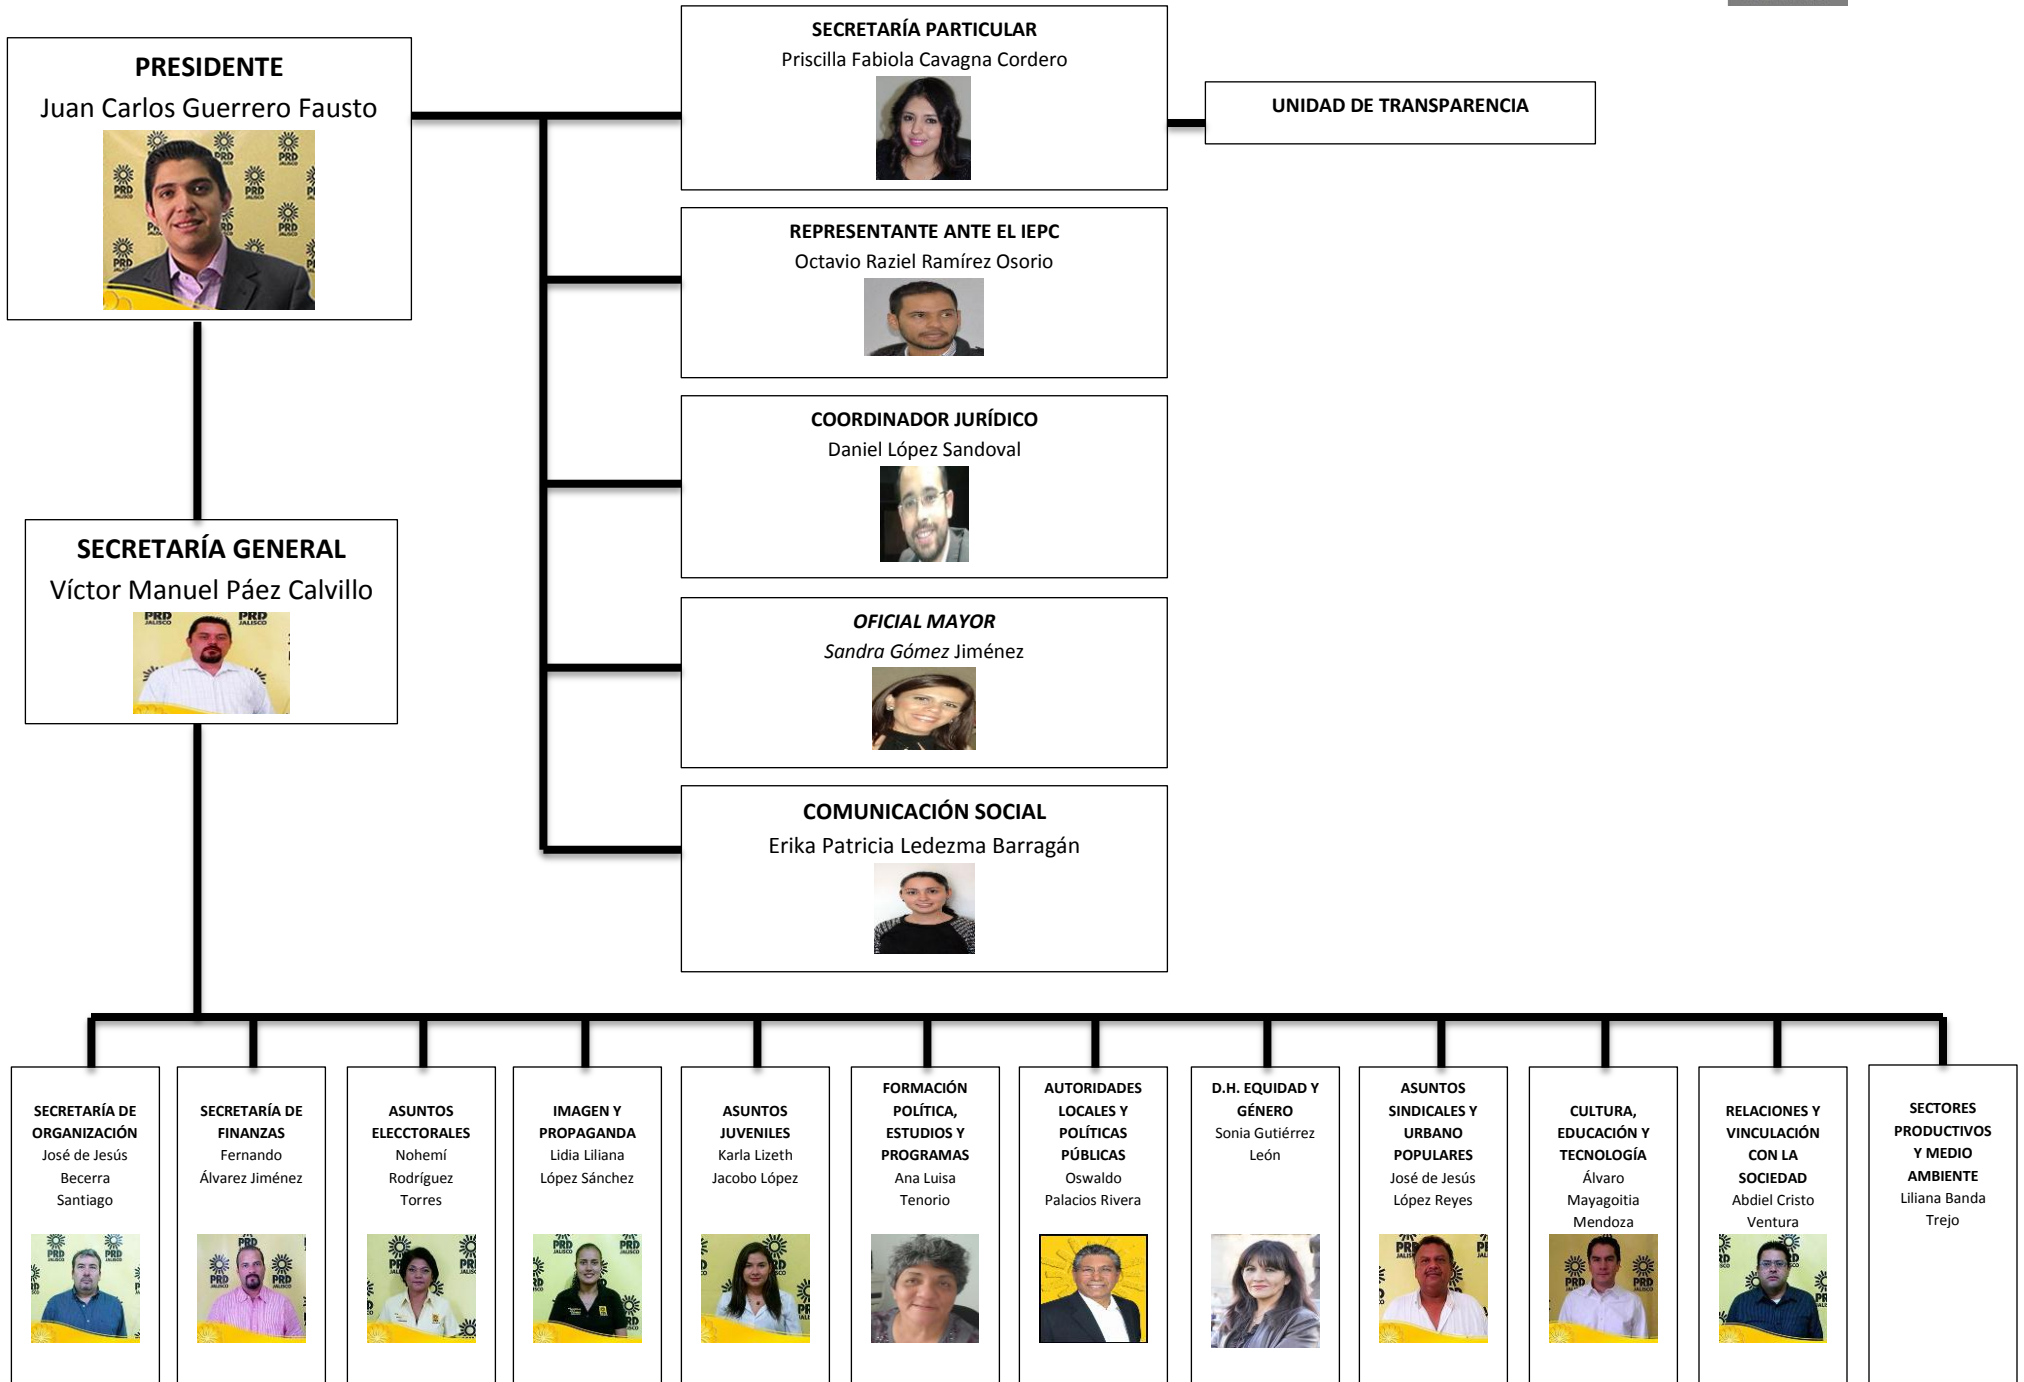 PRESIDENTE
Juan Carlos Guerrero Fausto
PRD
JALISCO
SECRETARÍA PARTICULAR
Priscilla Fabiola Cavagna Cordero
UNIDAD DE TRANSPARENCIA
REPRESENTANTE ANTE EL IEPC
Octavio Raziel Ramírez Osorio
COORDINADOR JURÍDICO
Daniel López Sandoval
SECRETARÍA GENERAL
Víctor Manuel Páez Calvillo
PRD
JALISCO
PRD
JALISCO
OFICIAL MAYOR
Sandra Gómez Jiménez
COMUNICACIÓN SOCIAL
Erika Patricia Ledezma Barragán
SECRETARÍA DE
ORGANIZACIÓN
José de Jesús
Becerra
Santiago
SECRETARÍA DE
FINANZAS
Fernando
Álvarez Jiménez
ASUNTOS
ELECCTORALES
Nohemí
Rodríguez
Torres
IMAGEN Y
PROPAGANDA
Lidia Liliana
López Sánchez
ASUNTOS
JUVENILES
Karla Lizeth
Jacobo López
FORMACIÓN
POLÍTICA,
ESTUDIOS Y
PROGRAMAS
Ana Luisa
Tenorio
AUTORIDADES
LOCALES Y
POLÍTICAS
PÚBLICAS
Oswaldo
Palacios Rivera
D.H. EQUIDAD Y
GÉNERO
Sonia Gutiérrez
León
ASUNTOS
SINDICALES Y
URBANO
POPULARES
José de Jesús
López Reyes
CULTURA,
EDUCACIÓN Y
TECNOLOGÍA
Álvaro
Mayagoitia
Mendoza
RELACIONES Y
VINCULACIÓN
CON LA
SOCIEDAD
Abdiel Cristo
Ventura
SECTORES
PRODUCTIVOS
Y MEDIO
AMBIENTE
Liliana Banda
Trejo